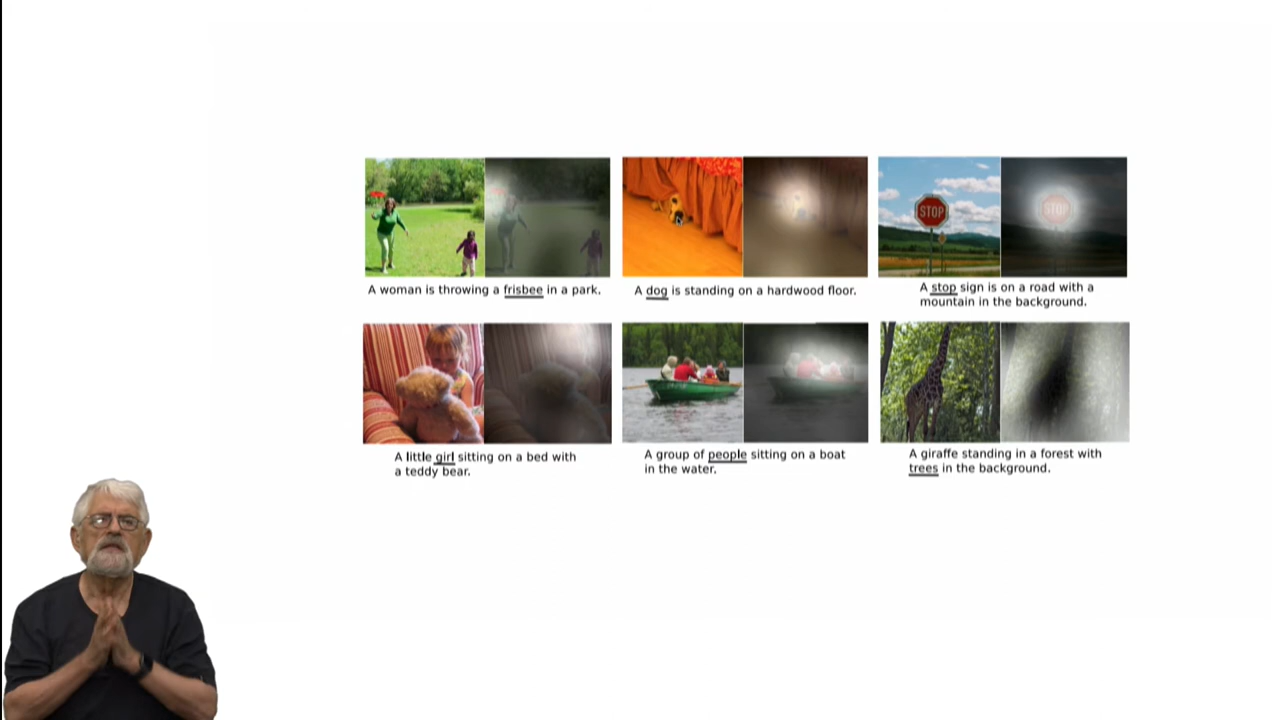 STOP
STOP
A woman is throwing a frisbee in a park.
A dog is standing on a hardwood floor.
A stop sign is on a road with a
mountain in the background.
A little girl sitting on a bed with
a teddy bear.
A group of people sitting on a boat
in the water.
A giraffe standing in a forest with
trees in the background.